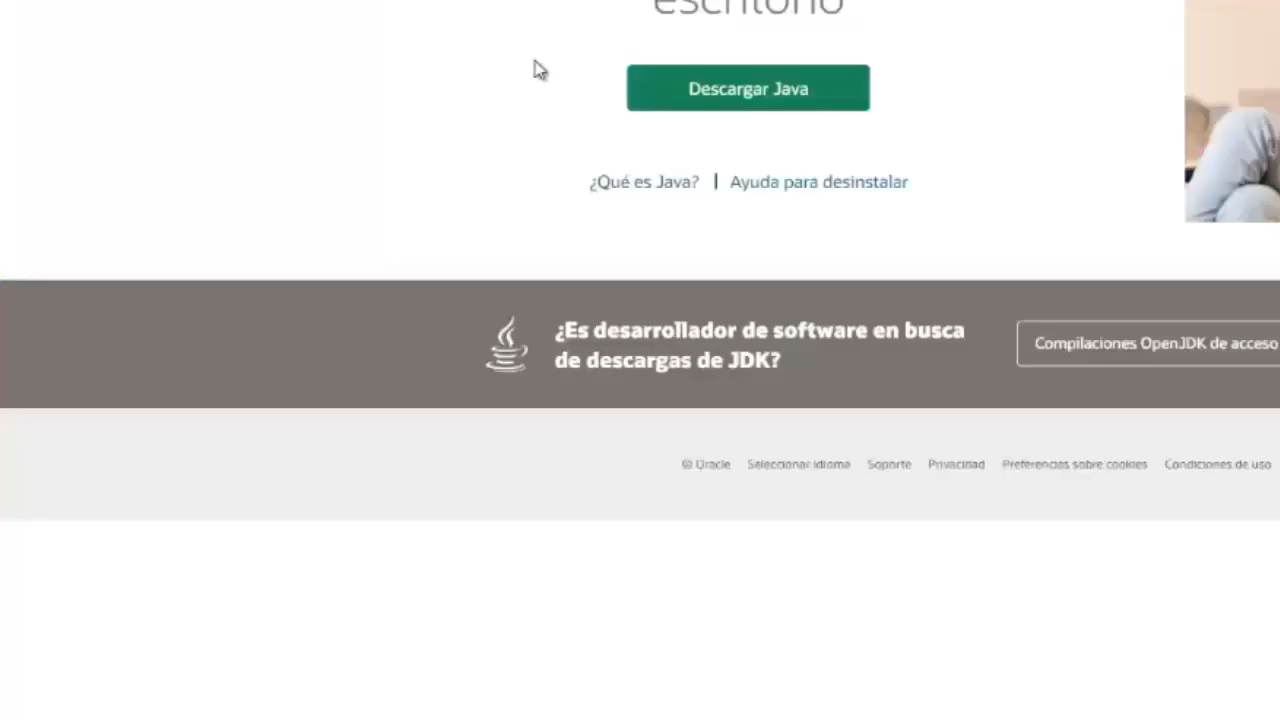 escritorio
Descargar Java
¿Qué es Java? | Ayuda para desinstalar
¿Es desarrollador de software en busca
de descargas de JDK?
Compilaciones OpenJDK de acceso
© Oracle Seleccionar idioma Soporte Privacidad Preferencias sobre cookies Condiciones de uso